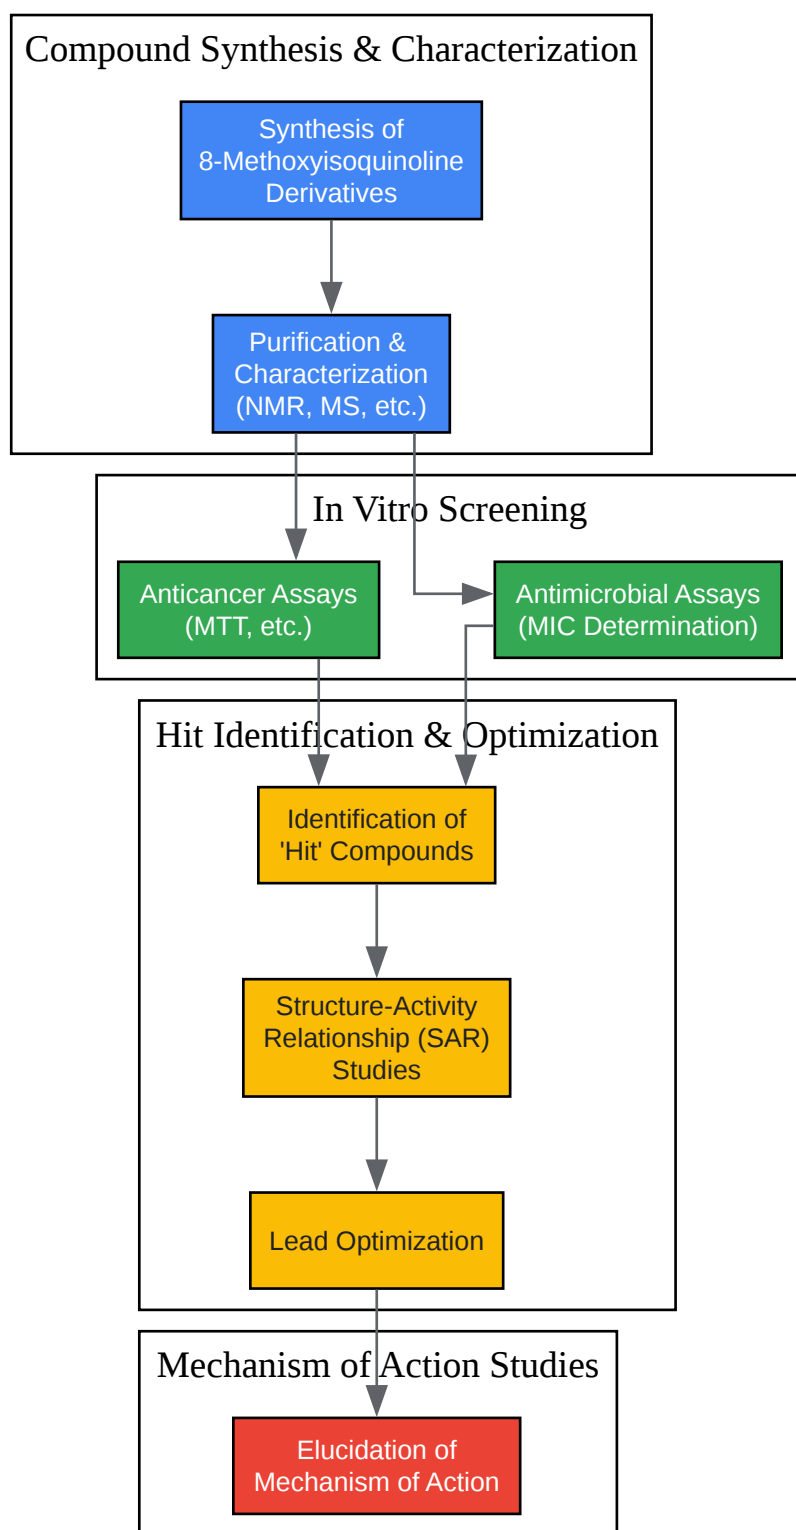 Compound Synthesis & Characterization
Synthesis of
8-Methoxyisoquinoline
Derivatives
Purification &
Characterization
(NMR, MS, etc.)
In Vitro Screening
Anticancer Assays
(MTT, etc.)
Antimicrobial Assays
(MIC Determination)
Hit Identification & Optimization
Identification of
'Hit' Compounds
Structure-Activity
Relationship (SAR)
Studies
Lead Optimization
Mechanism of Action Studies
Elucidation of
Mechanism of Action